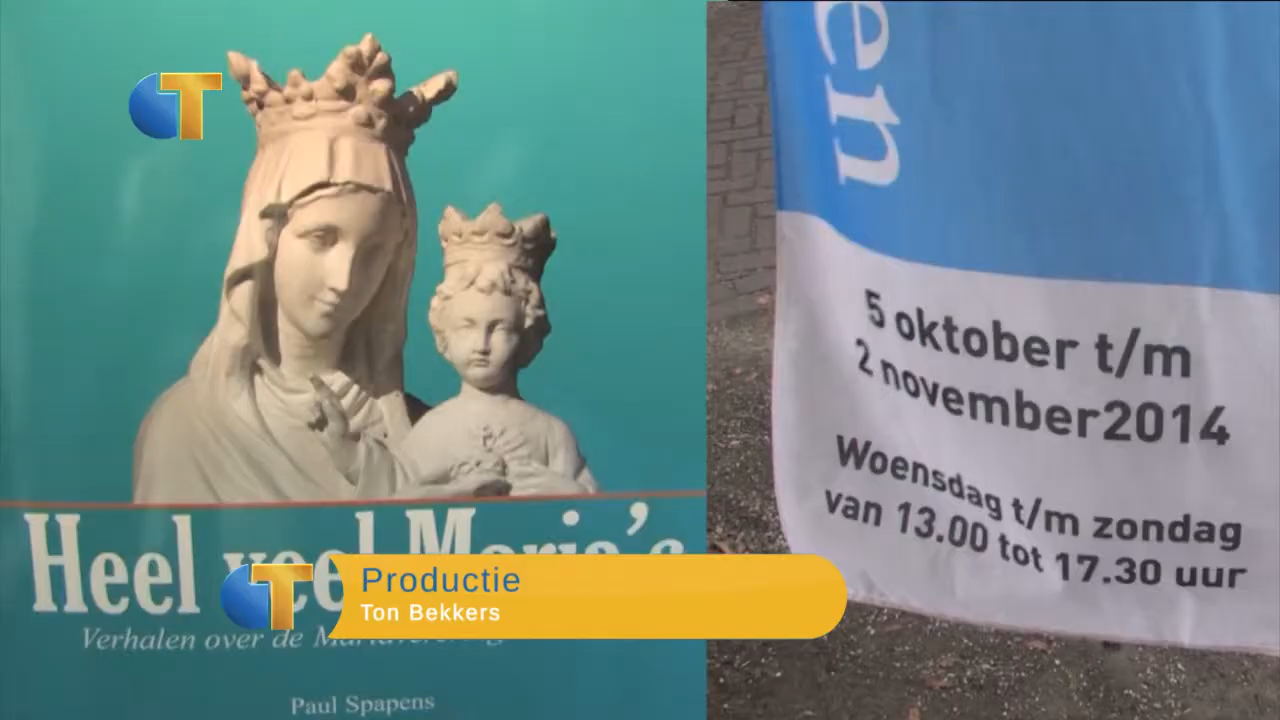 T
Heel veel Maria's
Verhalen over de
Paul Spapens
T
Productie
Ton Bekkers
en
5 oktober t/m
2 november2014
Woensdag t/m zondag
van 13.00 tot 17.30 uur